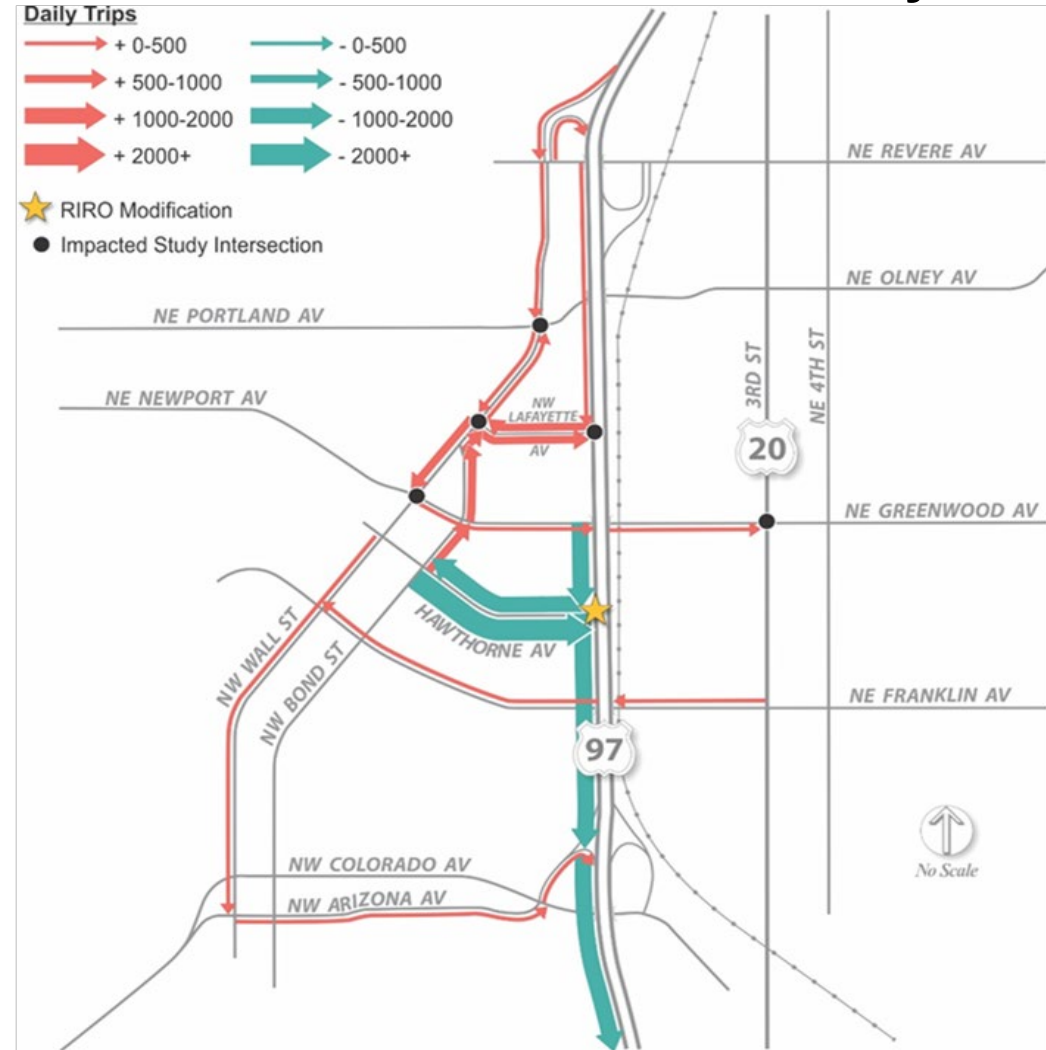 Daily Trips
+ 0-500
- 0-500
+ 500-1000
- 500-1000
+ 1000-2000
- 1000-2000
+ 2000+
- 2000+
RIRO Modification
Impacted Study Intersection
NE REVERE AV
NE OLNEY AV
NE PORTLAND AV
3RD ST
NE 4TH ST
NE NEWPORT AV
NW
LAFAYETTE
AV
20
NE GREENWOOD AV
HAWTHORNE AV
NW WALL ST
NW BOND ST
NE FRANKLIN AV
97
NW COLORADO AV
NW ARIZONA AV
No Scale